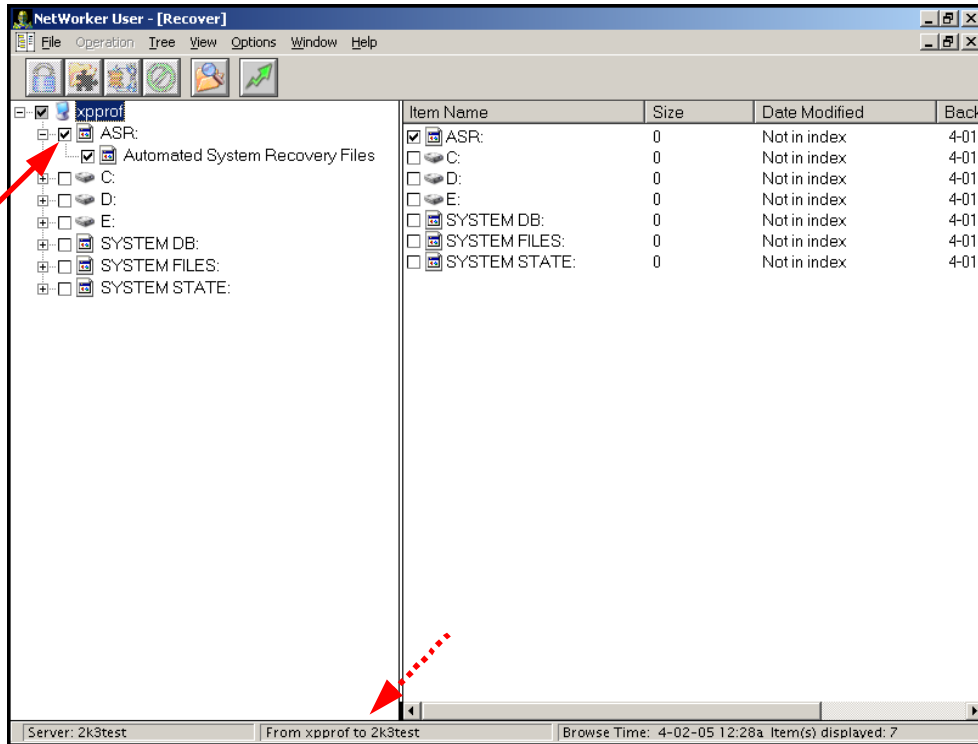 NetWorker User - [Recover]
File Operation Tree View Options Window Help
xpprof
ASR:
Automated System Recovery Files
C:
D:
E:
SYSTEM DB:
SYSTEM FILES:
SYSTEM STATE:
Item Name Size Date Modified Back
ASR: 0 Not in index 4-01
C: 0 Not in index 4-01
D: 0 Not in index 4-01
E: 0 Not in index 4-01
SYSTEM DB: 0 Not in index 4-01
SYSTEM FILES: 0 Not in index 4-01
SYSTEM STATE: 0 Not in index 4-01
Server: 2k3test From xpprof to 2k3test Browse Time: 4-02-05 12:28a Item(s) displayed: 7